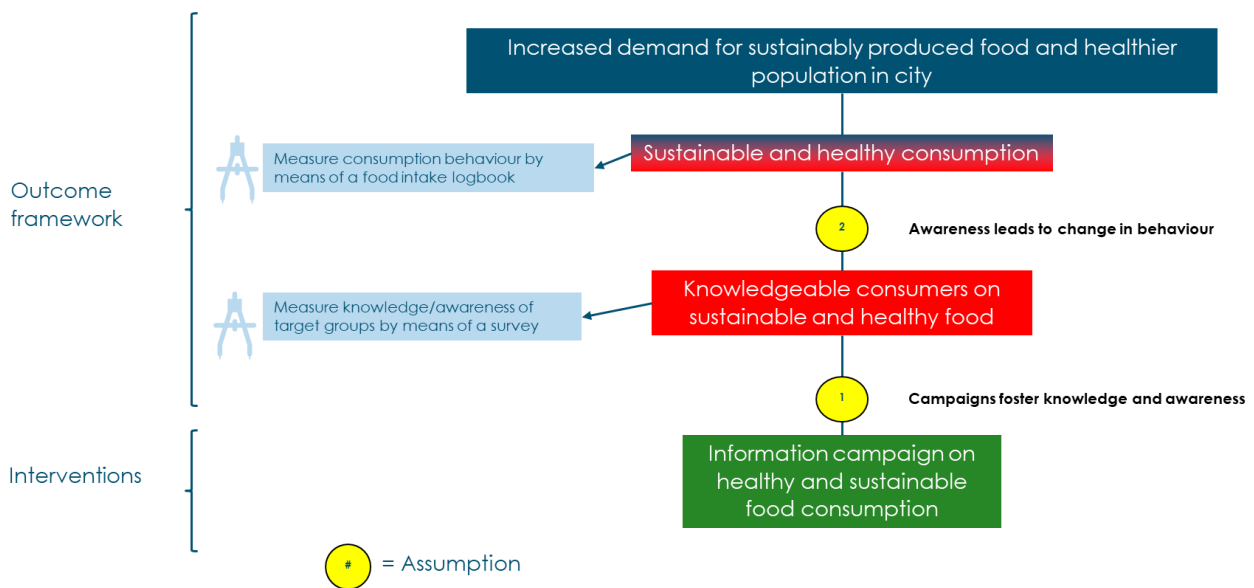 Increased demand for sustainably produced food and healthier
population in city
Measure consumption behaviour by
means of a food intake logbook
Sustainable and healthy consumption
Outcome
framework
2
Awareness leads to change in behaviour
Measure knowledge/awareness of
target groups by means of a survey
Knowledgeable consumers on
sustainable and healthy food
1
Campaigns foster knowledge and awareness
Interventions
Information campaign on
healthy and sustainable
food consumption
#
= Assumption